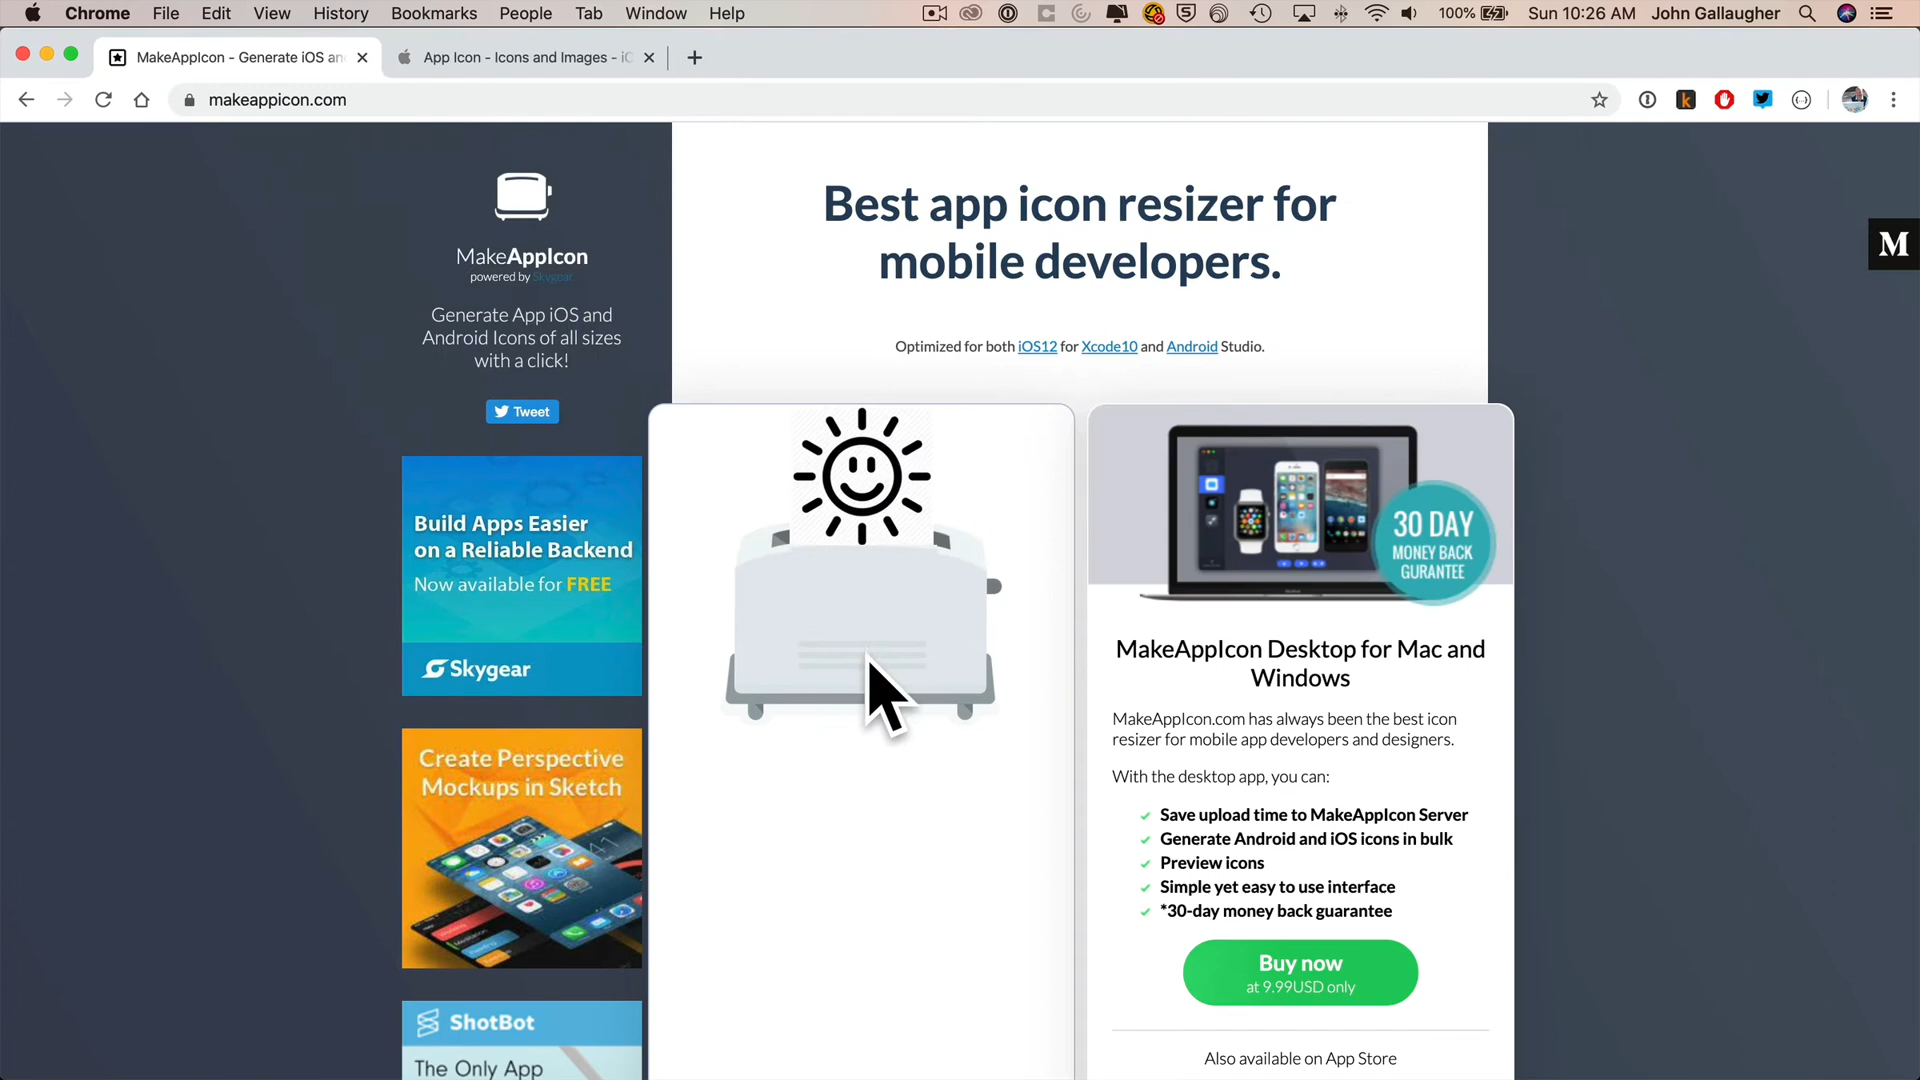 Chrome File Edit View History Bookmarks People Tab Window Help
100% Sun 10:26 AM John Gallaugher
MakeAppIcon - Generate iOS an
App Icon - Icons and Images - iO
makeappicon.com
MakeAppIcon
powered by Skygear
Generate App iOS and
Android Icons of all sizes
with a click!
Tweet
Build Apps Easier
on a Reliable Backend
Now available for FREE
Skygear
Create Perspective
Mockups in Sketch
ShotBot
The Only App
Best app icon resizer for
mobile developers.
Optimized for both iOS12 for Xcode10 and Android Studio.
M
30 DAY
MONEY BACK
GURANTEE
MakeAppIcon Desktop for Mac and
Windows
MakeAppIcon.com has always been the best icon
resizer for mobile app developers and designers.
With the desktop app, you can:
Save upload time to MakeAppIcon Server
Generate Android and iOS icons in bulk
Preview icons
Simple yet easy to use interface
*30-day money back guarantee
Buy now
at 9.99USD only
Also available on App Store